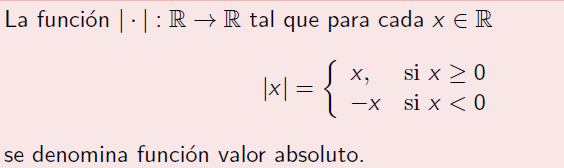 La función | · | : ℝ → ℝ tal que para cada x ∈ ℝ
|x| = { x, si x ≥ 0
−x si x < 0
se denomina función valor absoluto.